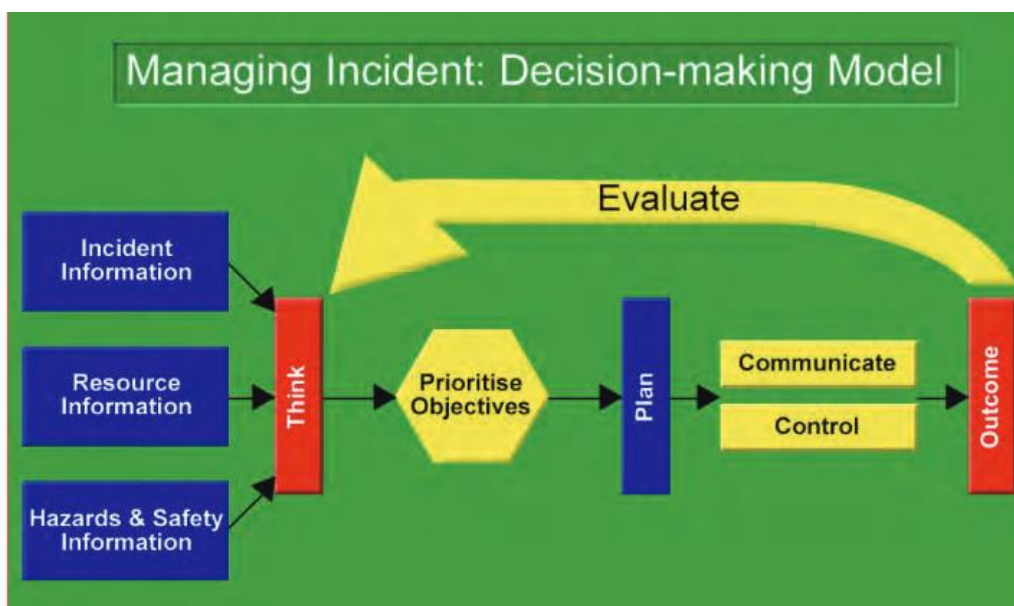 Managing Incident: Decision-making Model
Evaluate
Incident
Information
Resource
Information
Hazards & Safety
Information
Think
Prioritise
Objectives
Plan
Communicate
Control
Outcome